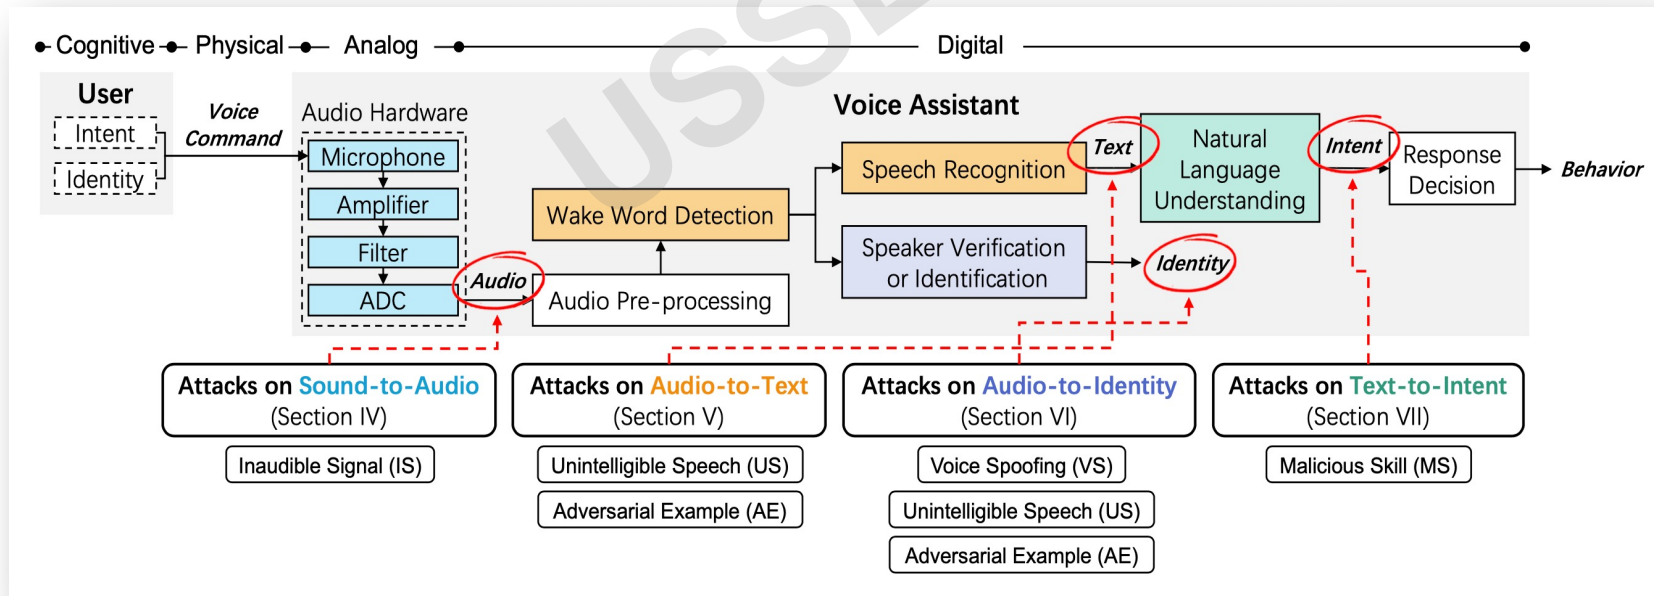 Cognitive
Physical
Analog
Digital
User
Intent
Identity
Voice
Command
Audio Hardware
Microphone
Amplifier
Filter
ADC
Audio
Voice Assistant
Audio Pre-processing
Wake Word Detection
Speech Recognition
Speaker Verification
or Identification
Text
Identity
Natural
Language
Understanding
Intent
Response
Decision
Behavior
Attacks on Sound-to-Audio
(Section IV)
Inaudible Signal (IS)
Attacks on Audio-to-Text
(Section V)
Unintelligible Speech (US)
Adversarial Example (AE)
Attacks on Audio-to-Identity
(Section VI)
Voice Spoofing (VS)
Unintelligible Speech (US)
Adversarial Example (AE)
Attacks on Text-to-Intent
(Section VII)
Malicious Skill (MS)